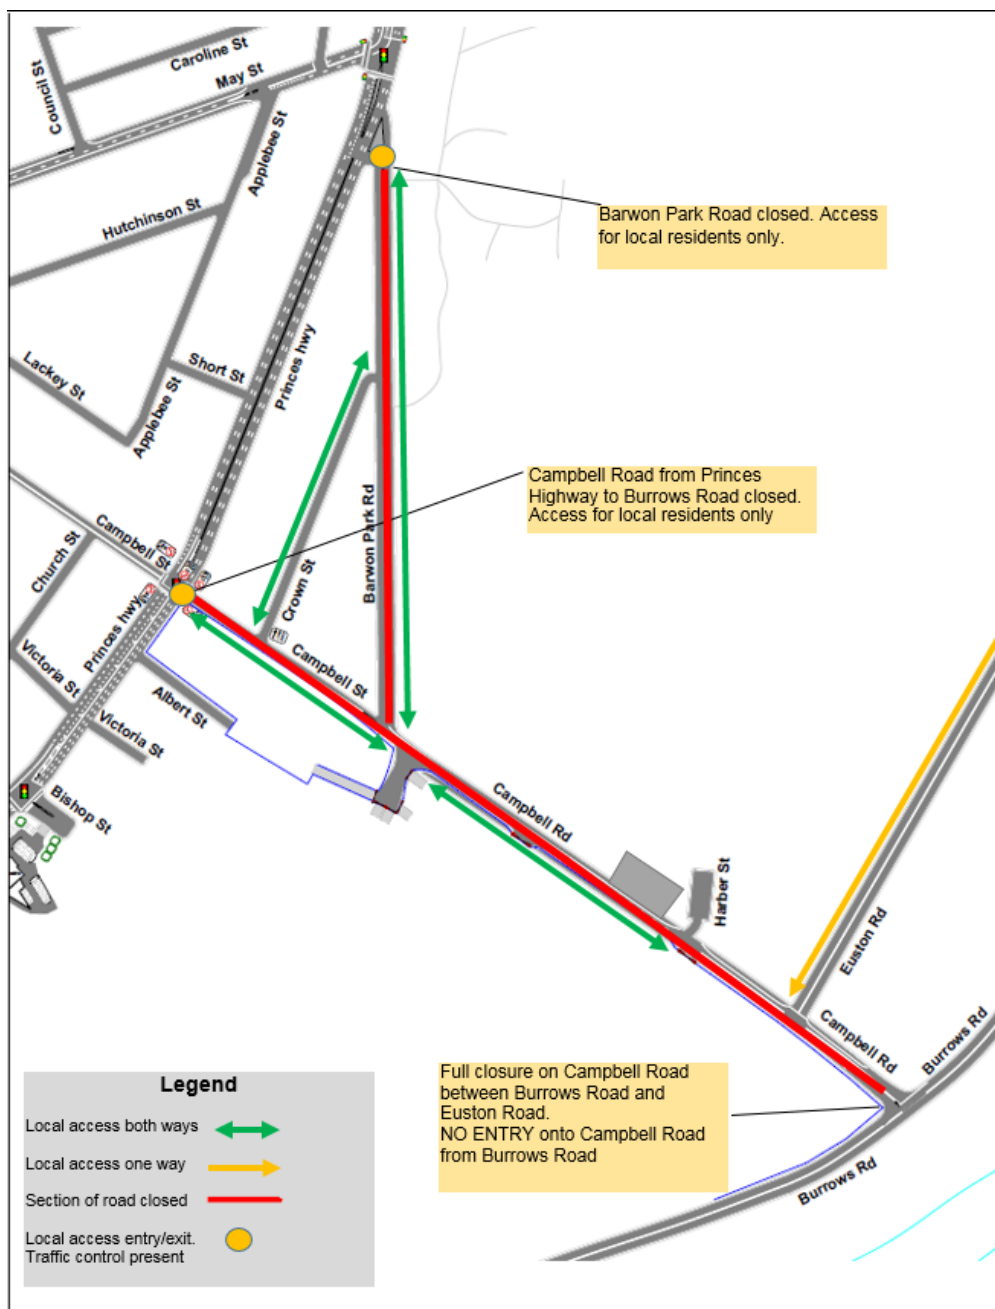 Council St
Caroline St
May St
Applebee St
Hutchinson St
Barwon Park Road closed. Access
for local residents only.
Princes hwy
Lackey St
Short St
Applebee St
Campbell Road from Princes
Highway to Burrows Road closed.
Access for local residents only
Barwon Park Rd
Campbell St
Church St
Crown St
Princes hwy
Campbell St
Victoria St
Albert St
Victoria St
Bishop St
Campbell Rd
Harber St
Euston Rd
Campbell Rd
Burrows Rd
Full closure on Campbell Road
between Burrows Road and
Euston Road.
NO ENTRY onto Campbell Road
from Burrows Road
Burrows Rd
Legend
Local access both ways
Local access one way
Section of road closed
Local access entry/exit.
Traffic control present